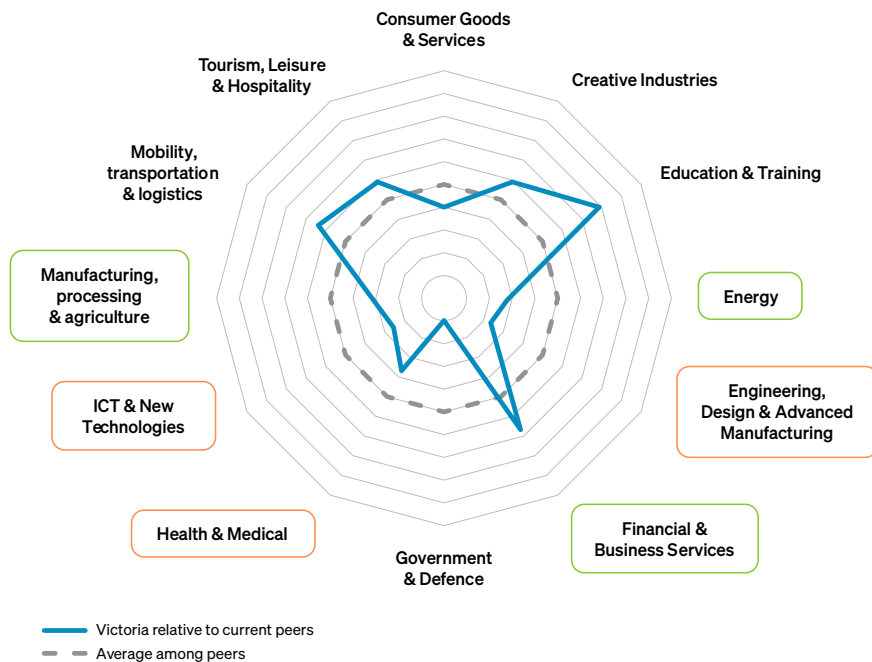 Consumer Goods
& Services
Tourism, Leisure
& Hospitality
Creative Industries
Mobility,
transportation
& logistics
Education & Training
Manufacturing,
processing
& agriculture
Energy
ICT & New
Technologies
Engineering,
Design & Advanced
Manufacturing
Health & Medical
Financial &
Business Services
Government
& Defence
Victoria relative to current peers
Average among peers